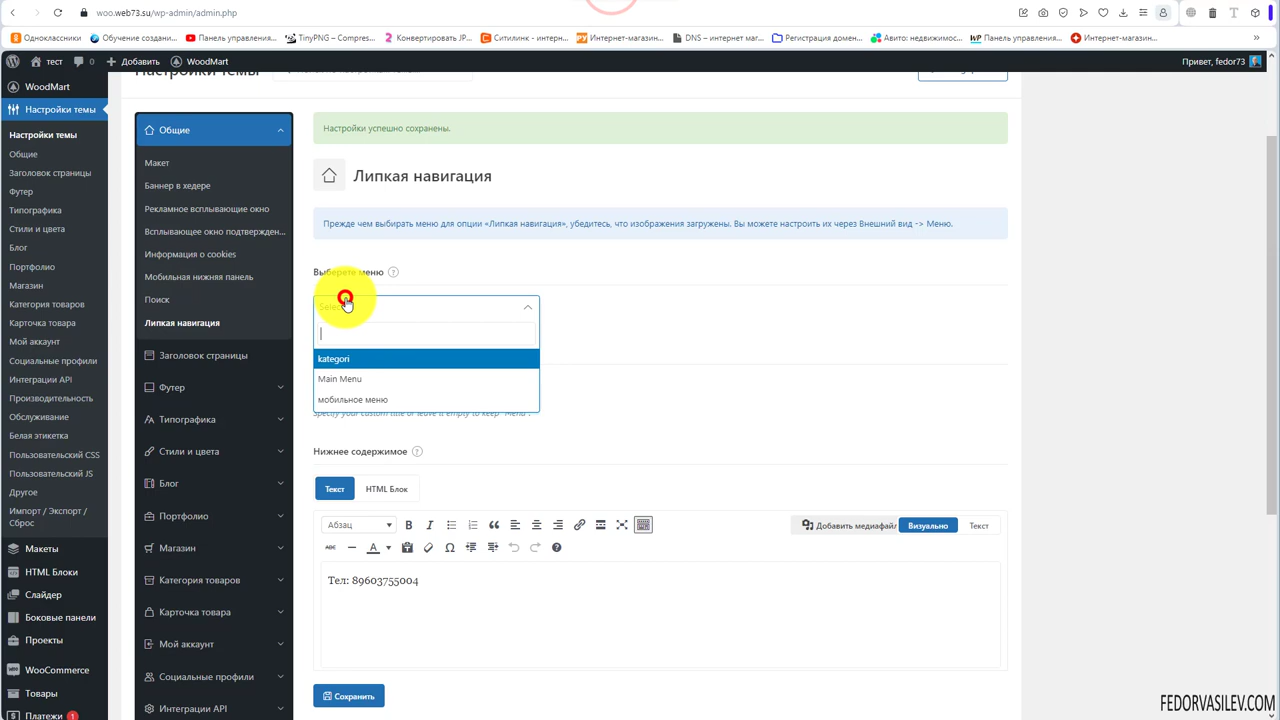 woo.web73.su/wp-admin/admin.php
Одноклассники
Обучение создани...
Панель управления...
TinyPNG – Compres...
Конвертировать JP...
Ситилинк - интерн...
Интернет-магазин...
DNS – интернет маг...
Регистрация домен...
Авито: недвижимос...
Панель управления...
Интернет-магазин...
тест
Добавить
WoodMart
Привет, fedor73
WoodMart
Настройки темы
Настройки темы
Общие
Заголовок страницы
Футер
Типографика
Стили и цвета
Блог
Портфолио
Магазин
Категория товаров
Карточка товара
Мой аккаунт
Социальные профили
Интеграции API
Производительность
Обслуживание
Белая этикетка
Пользовательский CSS
Пользовательский JS
Другое
Импорт / Экспорт /
Сброс
Макеты
HTML Блоки
Слайдер
Боковые панели
Проекты
WooCommerce
Товары
Платежи 1
Настройки темы
Общие
Макет
Баннер в хедере
Рекламное всплывающее окно
Всплывающее окно подтвержден...
Информация о cookies
Мобильная нижняя панель
Поиск
Липкая навигация
Заголовок страницы
Футер
Типографика
Стили и цвета
Блог
Портфолио
Магазин
Категория товаров
Карточка товара
Мой аккаунт
Социальные профили
Интеграции API
Настройки успешно сохранены.
Липкая навигация
Прежде чем выбирать меню для опции «Липкая навигация», убедитесь, что изображения загружены. Вы можете настроить их через Внешний вид -> Меню.
Выберете меню
kategori
Main Menu
мобильное меню
Specify your custom title or leave it empty to keep "Menu".
Нижнее содержимое
Текст
HTML Блок
Абзац
Добавить медиафайл
Визуально
Текст
Тел: 89603755004
Сохранить
FEDORVASILEV.COM